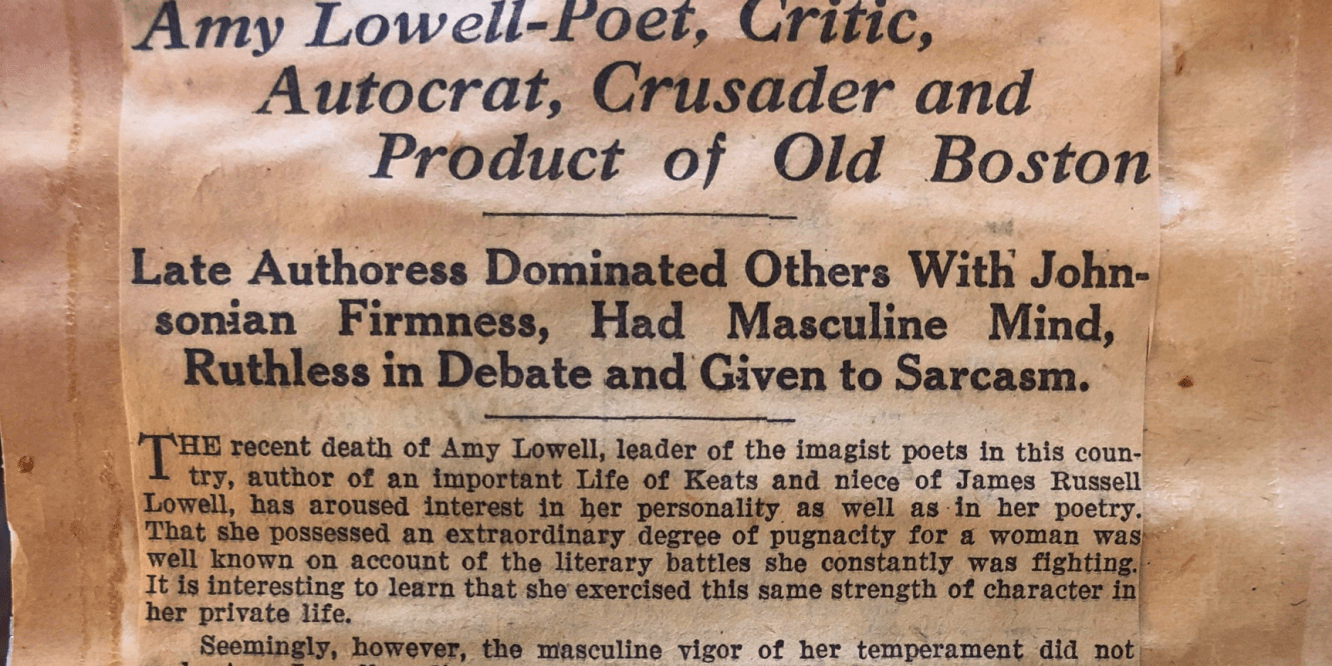 Amy Lowell-Poet, Critic,
Autocrat, Crusader and
Product of Old Boston
Late Authoress Dominated Others With John-
sonian Firmness, Had Masculine Mind,
Ruthless in Debate and Given to Sarcasm.
THE recent death of Amy Lowell, leader of the imagist poets in this coun-
try, author of an important Life of Keats and niece of James Russell
Lowell, has aroused interest in her personality as well as in her poetry.
That she possessed an extraordinary degree of pugnacity for a woman was
well known on account of the literary battles she constantly was fighting.
It is interesting to learn that she exercised this same strength of character in
her private life.
Seemingly, however, the masculine vigor of her temperament did not